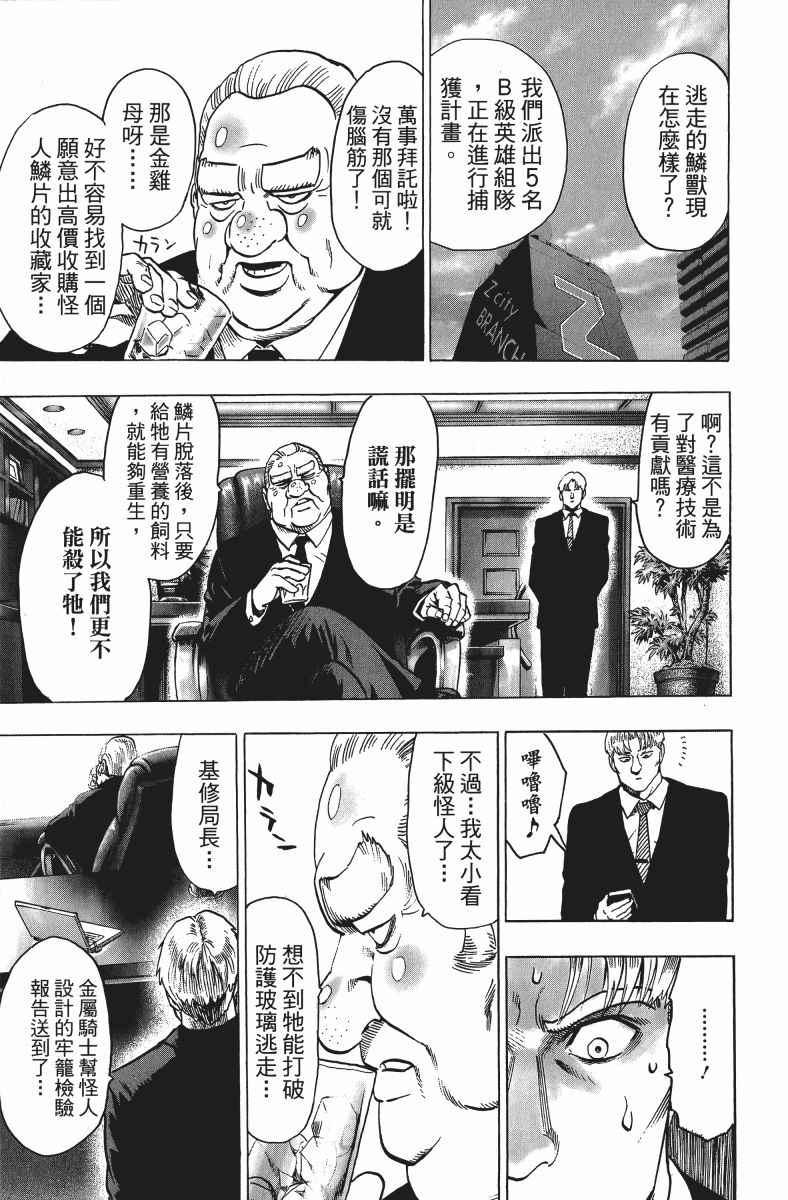 逃走的鱗獸現
在怎麼樣了？
我們派出5名
B級英雄組隊
，正在進行捕
獲計畫。
Z city
BRANCH
Z
萬事拜託啦！
沒有那個可就
傷腦筋了！
那是金雞
母呀……
カラン
好不容易找到一個
願意出高價收購怪
人鱗片的收藏家…
啊？這不是為
了對醫療技術
有貢獻嗎？
那擺明是
謊話嘛。
鱗片脫落後，只要
給牠有營養的飼料
，就能夠重生，
所以我們更不
能殺了牠！
嗶嚕嚕♪
………！
不過…我太小看
下級怪人了…
カラ
想不到牠能打破
防護玻璃逃走…
基修局長…
金屬騎士幫怪人
設計的牢籠檢驗
報告送到了…